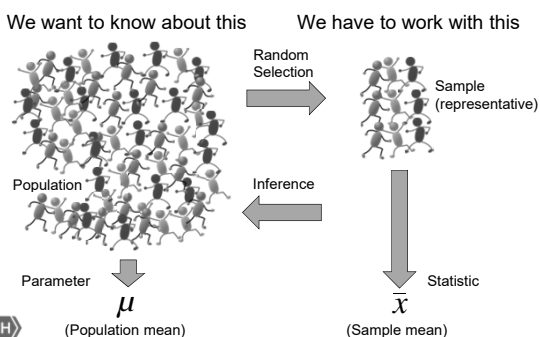 We want to know about this
We have to work with this
Random
Selection
Sample
(representative)
Population
Inference
Parameter
Statistic
μ
x̅
(Population mean)
(Sample mean)
H